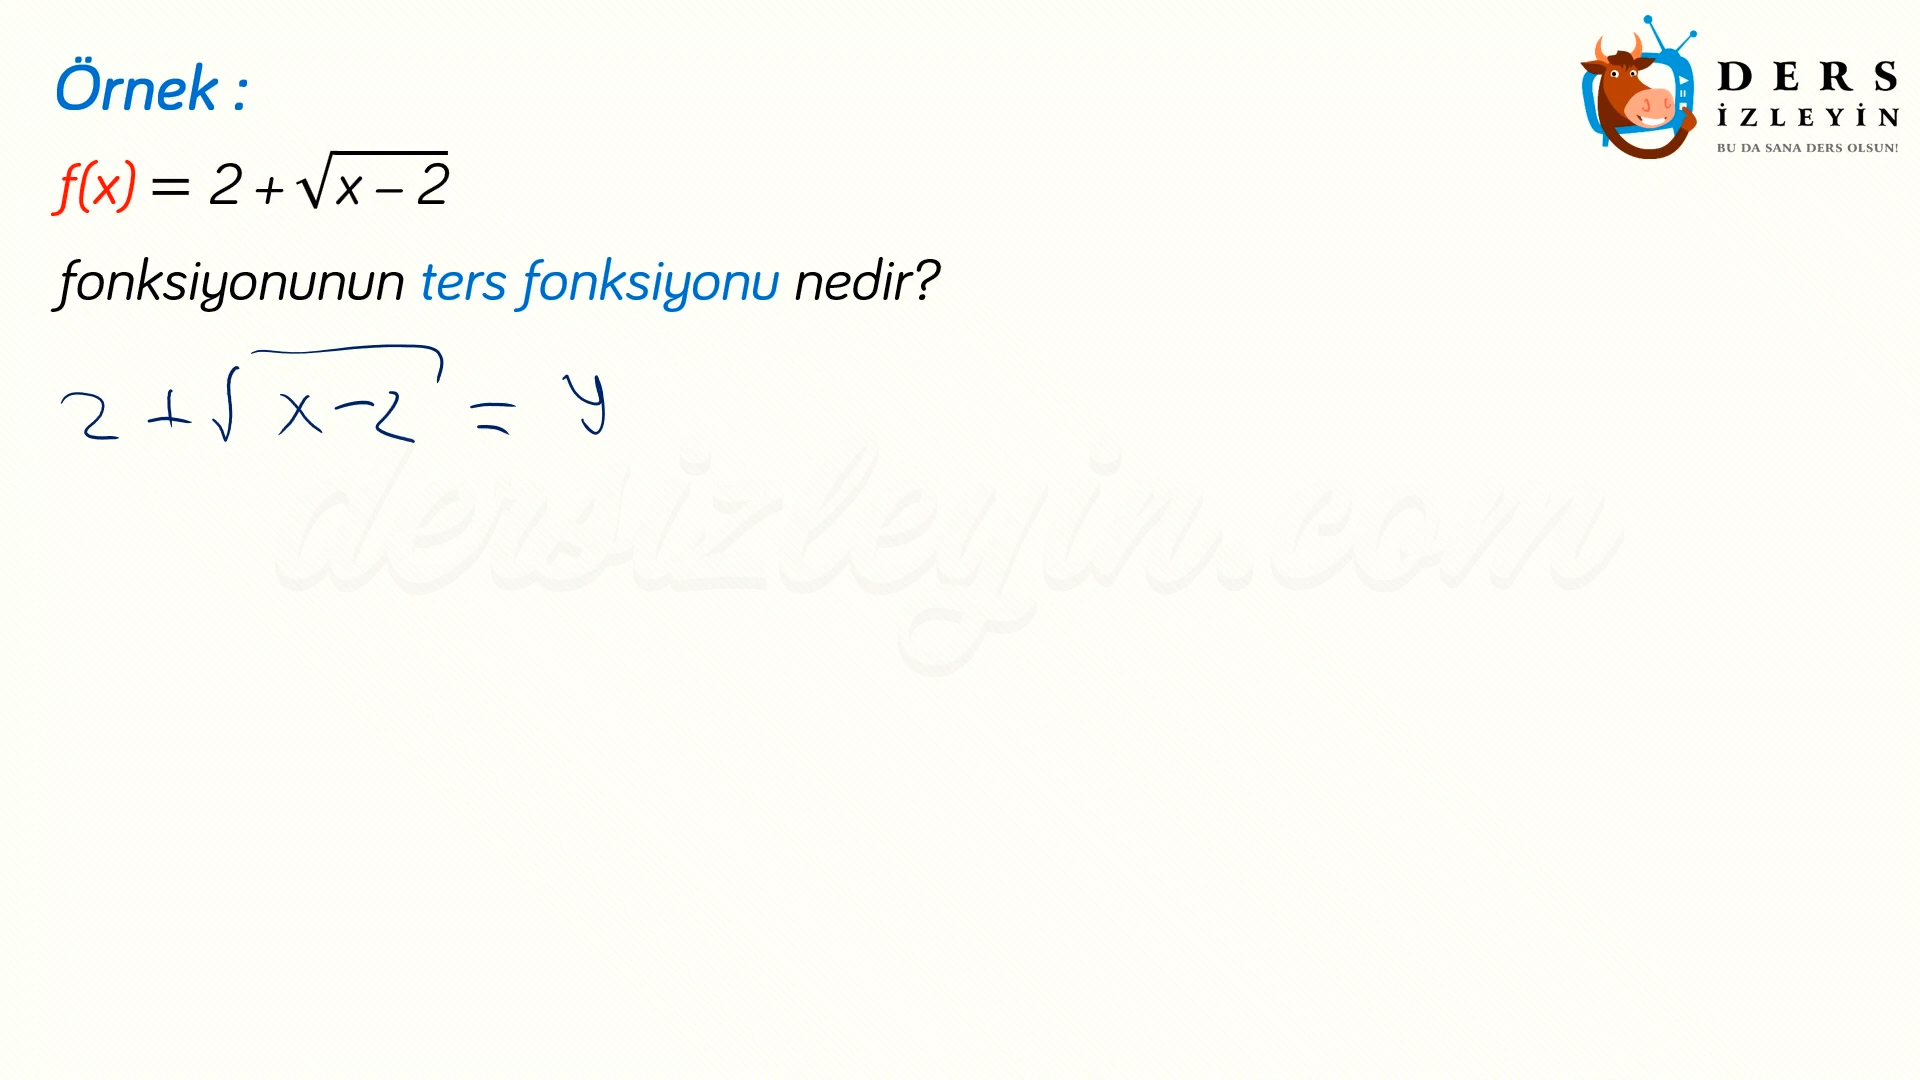 Örnek :
f(x) = 2 + √x – 2
fonksiyonunun ters fonksiyonu nedir?
2 + √x - 2 = y
DERS
İZLEYİN
BU DA SANA DERS OLSUN!
dersizleyin.com